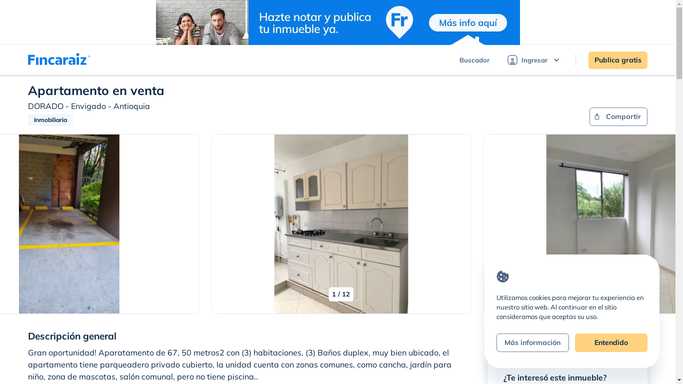 Hazte notar y publica
tu inmueble ya.
Fr
Más info aquí
Fincaraiz
Buscador
Ingresar
Publica gratis
Apartamento en venta
DORADO - Envigado - Antioquia
Inmobiliaria
Compartir
1 / 12
Utilizamos cookies para mejorar tu experiencia en
nuestro sitio web. Al continuar en el sitio
consideramos que aceptas su uso.
Más información
Entendido
Descripción general
Gran oportunidad! Aparatamento de 67, 50 metros2 con (3) habitaciones, (3) Baños duplex, muy bien ubicado, el
apartamento tiene parqueadero privado cubierto, la unidad cuenta con zonas comunes, como cancha, jardín para
niño, zona de mascotas, salón comunal, pero no tiene piscina...
¿Te interesó este inmueble?